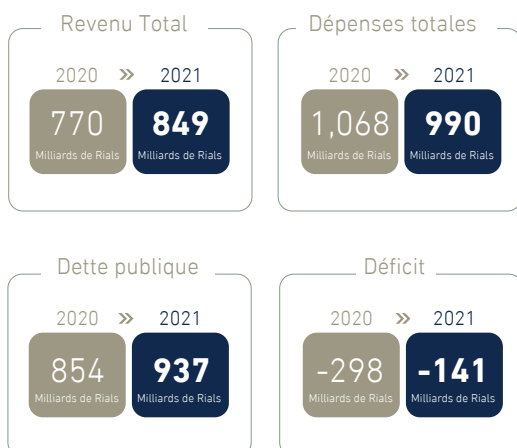 Revenu Total
2020 » 2021
770 849
Milliards de Rials Milliards de Rials
Dépenses totales
2020 » 2021
1,068 990
Milliards de Rials Milliards de Rials
Dette publique
2020 » 2021
854 937
Milliards de Rials Milliards de Rials
Déficit
2020 » 2021
-298 -141
Milliards de Rials Milliards de Rials